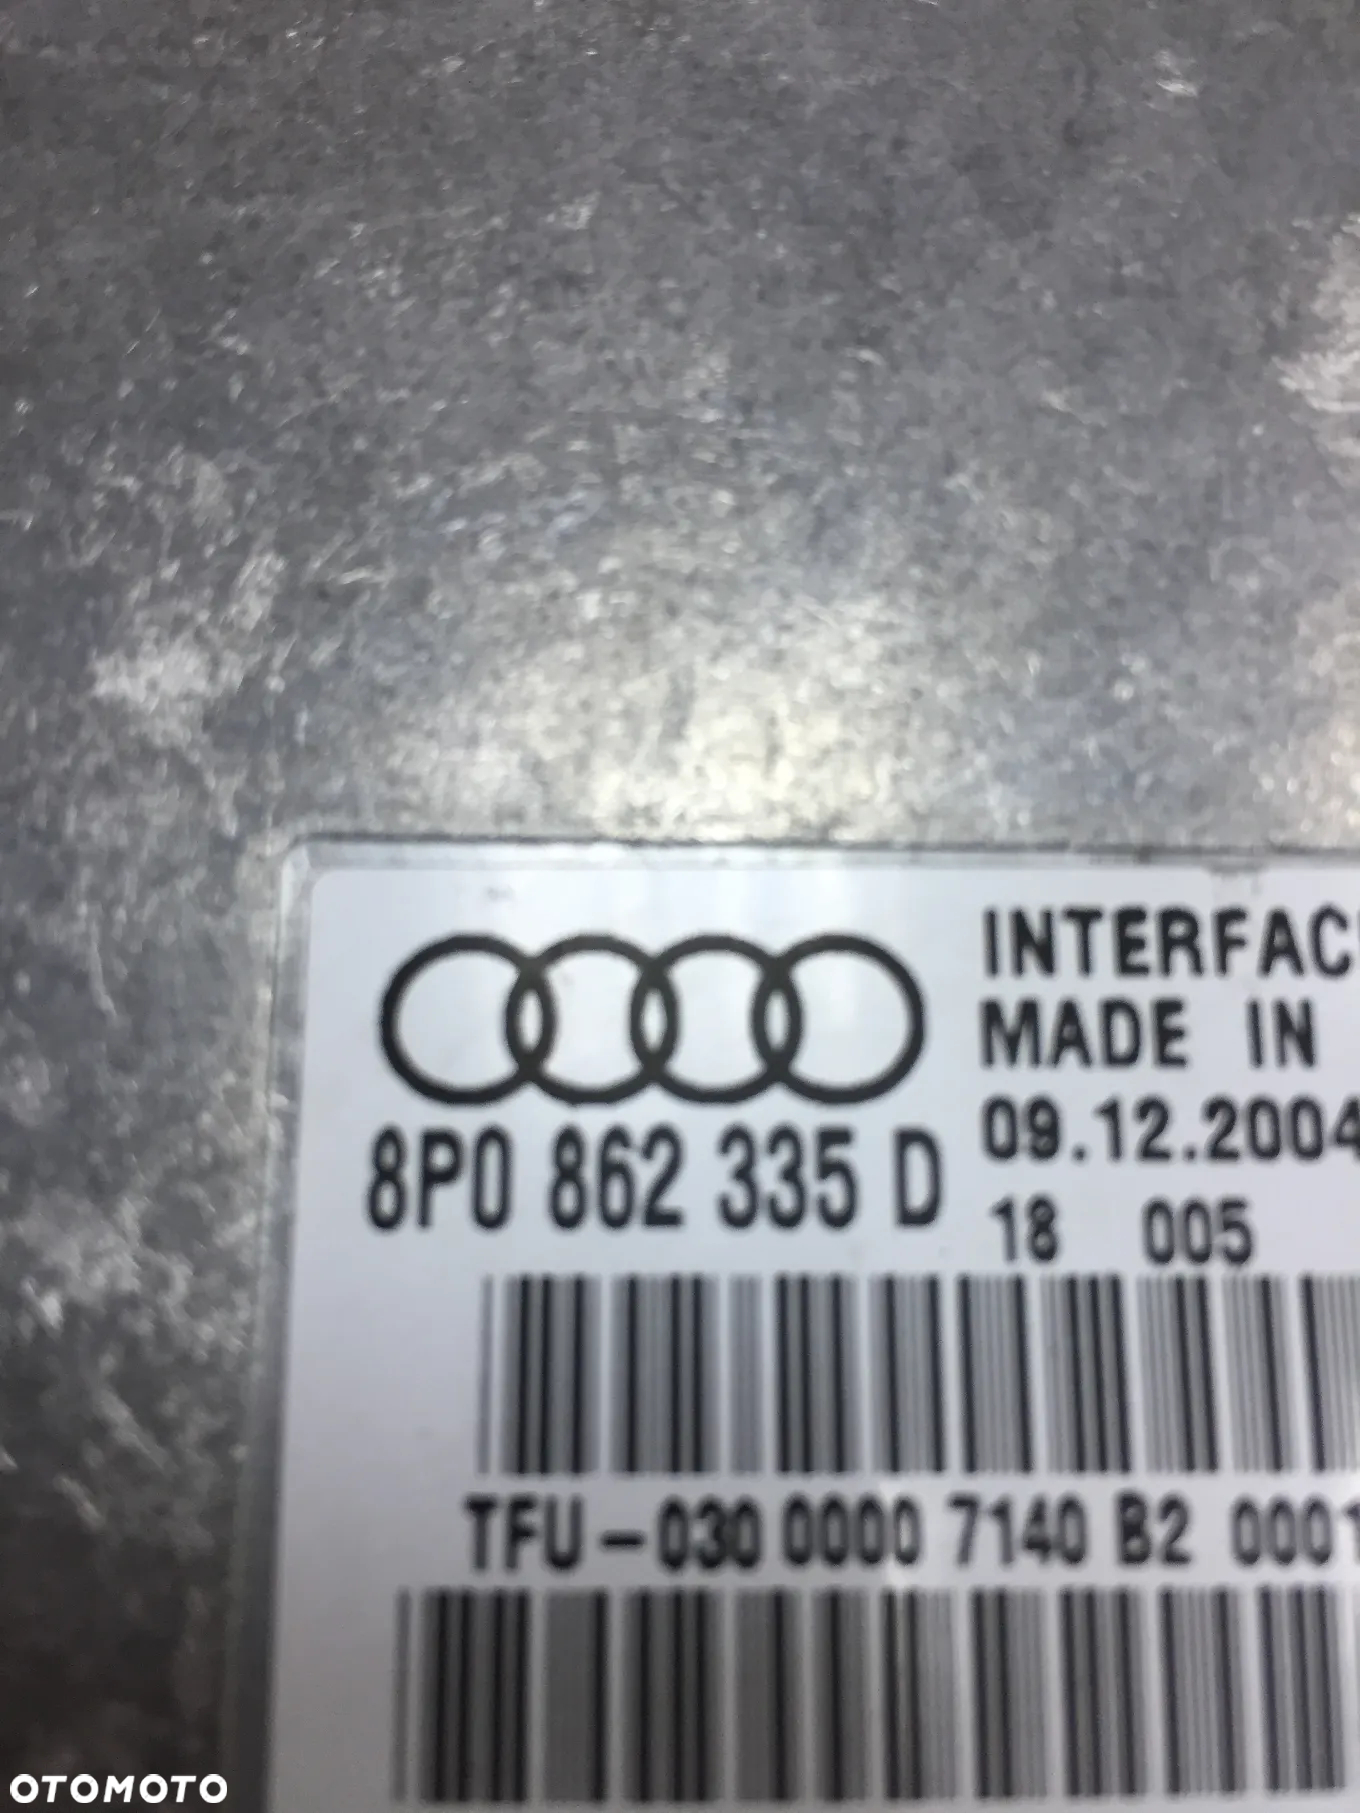 INTERFAC
MADE IN
09.12.2004
8P0 862 335 D
18 005
TFU-030 0000 7140 B2 0001
OTOMOTO